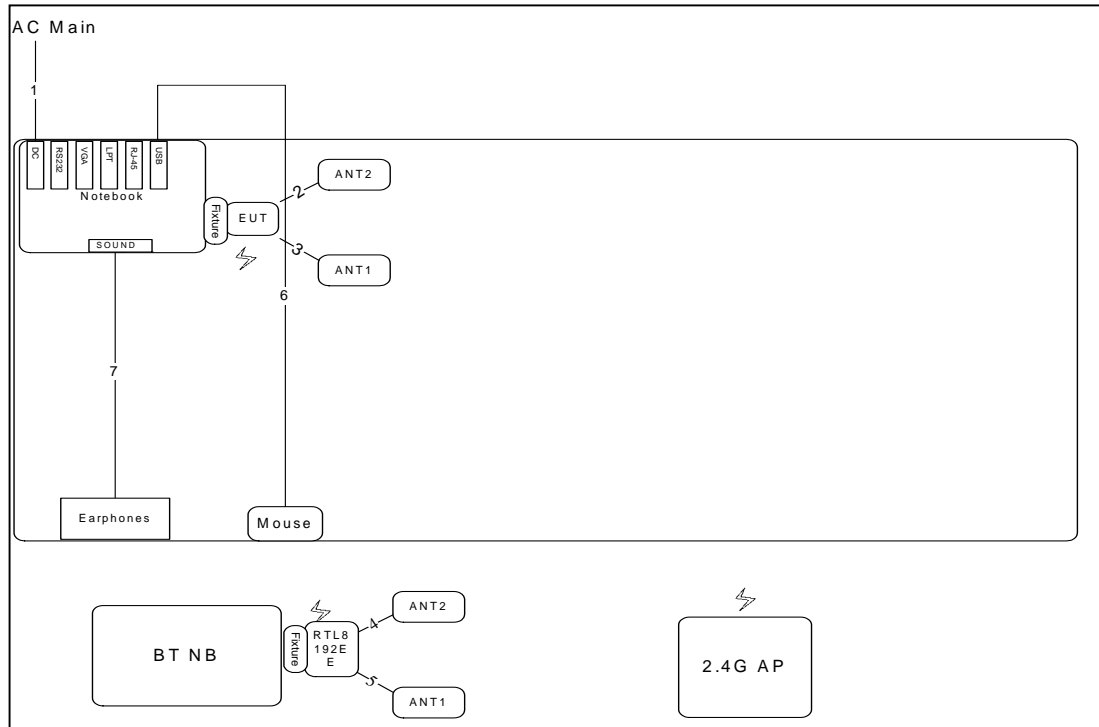 AC Main
1
DC
RS232
VGA
LPT
RJ-45
USB
Notebook
SOUND
Fixture
EUT
2
ANT2
3
ANT1
6
7
Earphones
Mouse
BT NB
Fixture
RTL8
192E
E
4
ANT2
5
ANT1
2.4G AP